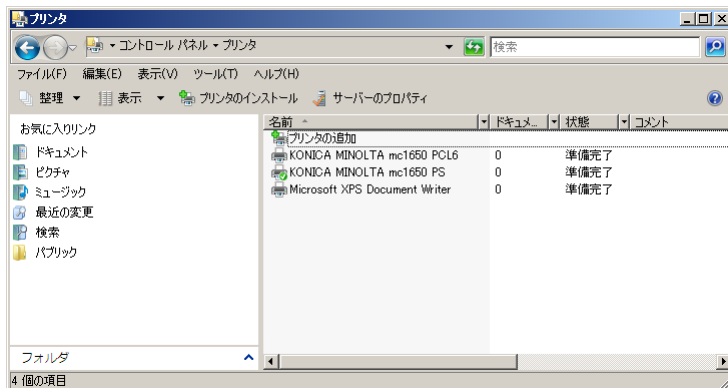 プリンタ
コントロール パネル ▾ プリンタ
検索
ファイル(F) 編集(E) 表示(V) ツール(T) ヘルプ(H)
整理 表示 プリンタのインストール サーバーのプロパティ
お気に入りリンク
ドキュメント
ピクチャ
ミュージック
最近の変更
検索
パブリック
フォルダ
名前 ドキュメ... 状態 コメント
プリンタの追加
KONICA MINOLTA mc1650 PCL6 0 準備完了
KONICA MINOLTA mc1650 PS 0 準備完了
Microsoft XPS Document Writer 0 準備完了
4 個の項目